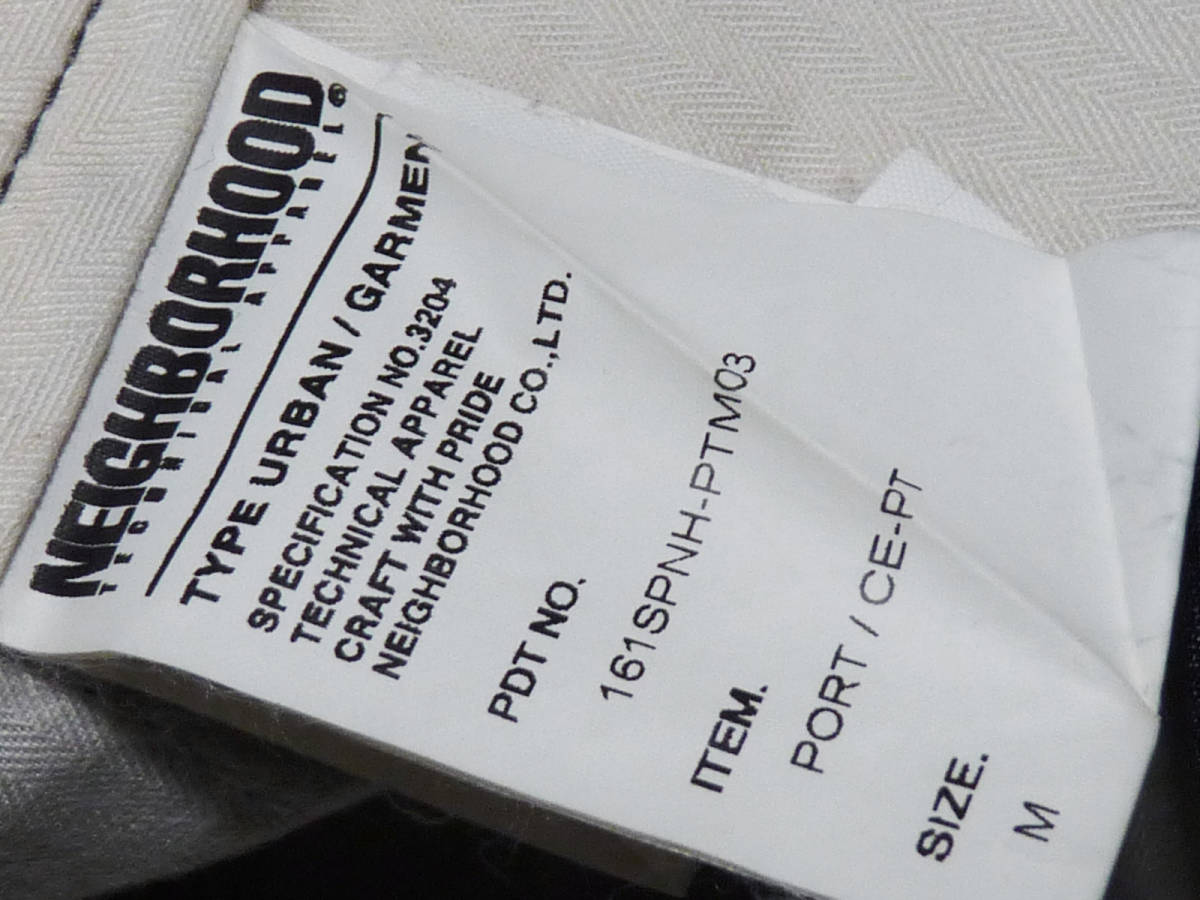 NEIGHBORHOOD®
TECHNICAL APPAREL
TYPE URBAN / GARMEN
SPECIFICATION NO.3204
TECHNICAL APPAREL
CRAFT WITH PRIDE
NEIGHBORHOOD CO.,LTD.
PDT NO.
161SPNH-PTM03
ITEM.
PORT / CE-PT
SIZE.
M